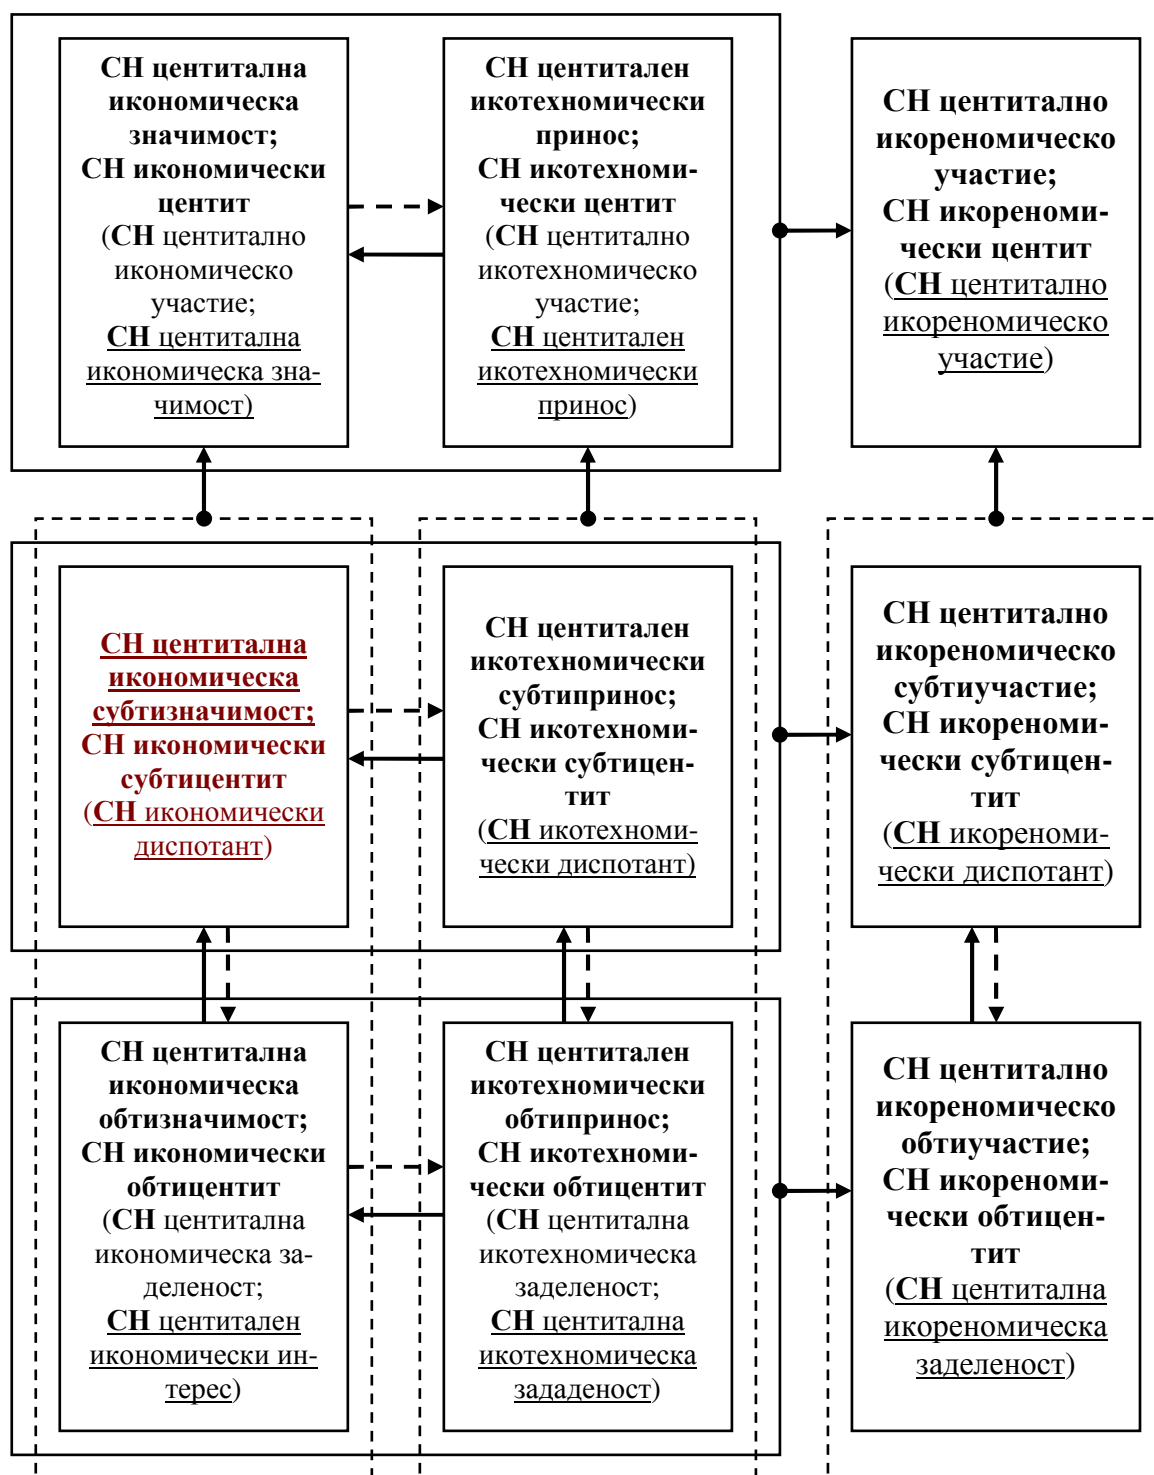 СН центитална
икономическа
значимост;
СН икономически
центит
(СН центитално
икономическо
участие;
СН центитална
икономическа зна-
чимост)
СН центитален
икотехномически
принос;
СН икотехноми-
чески центит
(СН центитално
икотехномическо
участие;
СН центитален
икотехномически
принос)
СН центитално
икореномическо
участие;
СН икореноми-
чески центит
(СН центитално
икореномическо
участие)
СН центитална
икономическа
субтизначимост;
СН икономически
субтицентит
(СН икономически
диспотант)
СН центитален
икотехномически
субтипринос;
СН икотехноми-
чески субтицен-
тит
(СН икотехноми-
чески диспотант)
СН центитално
икореномическо
субтиучастие;
СН икореноми-
чески субтицен-
тит
(СН икореноми-
чески диспотант)
СН центитална
икономическа
обтизначимост;
СН икономически
обтицентит
(СН центитална
икономическа за-
деленост;
СН центитален
икономически ин-
терес)
СН центитален
икотехномически
обтипринос;
СН икотехноми-
чески обтицентит
(СН центитална
икотехномическа
заделеност;
СН центитална
икотехномическа
зададеност)
СН центитално
икореномическо
обтиучастие;
СН икореноми-
чески обтицен-
тит
(СН центитална
икореномическа
заделеност)